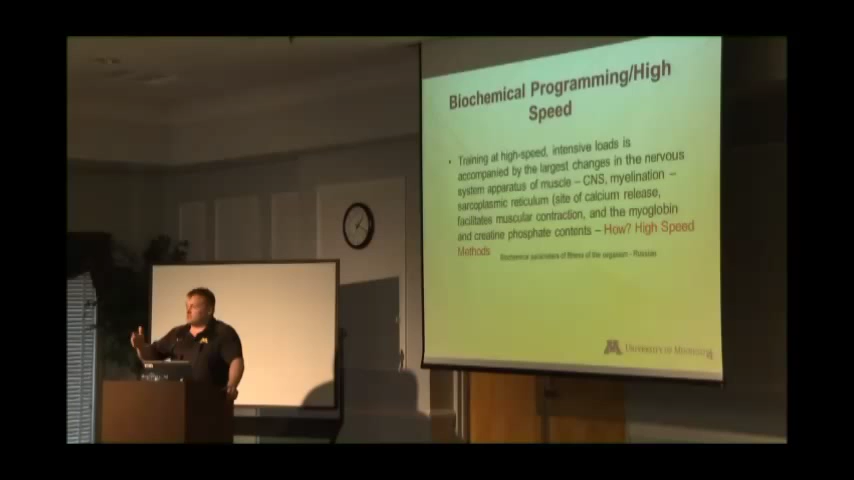 Biochemical Programming/High
Speed
• Training at high-speed, intensive loads is
accompanied by the largest changes in the nervous
system apparatus of muscle – CNS, myelination –
sarcoplasmic reticulum (site of calcium release,
facilitates muscular contraction, and the myoglobin
and creatine phosphate contents – How? High Speed
Methods
Biochemical parameters of fitness of the organism - Russian
M University of Minnesota